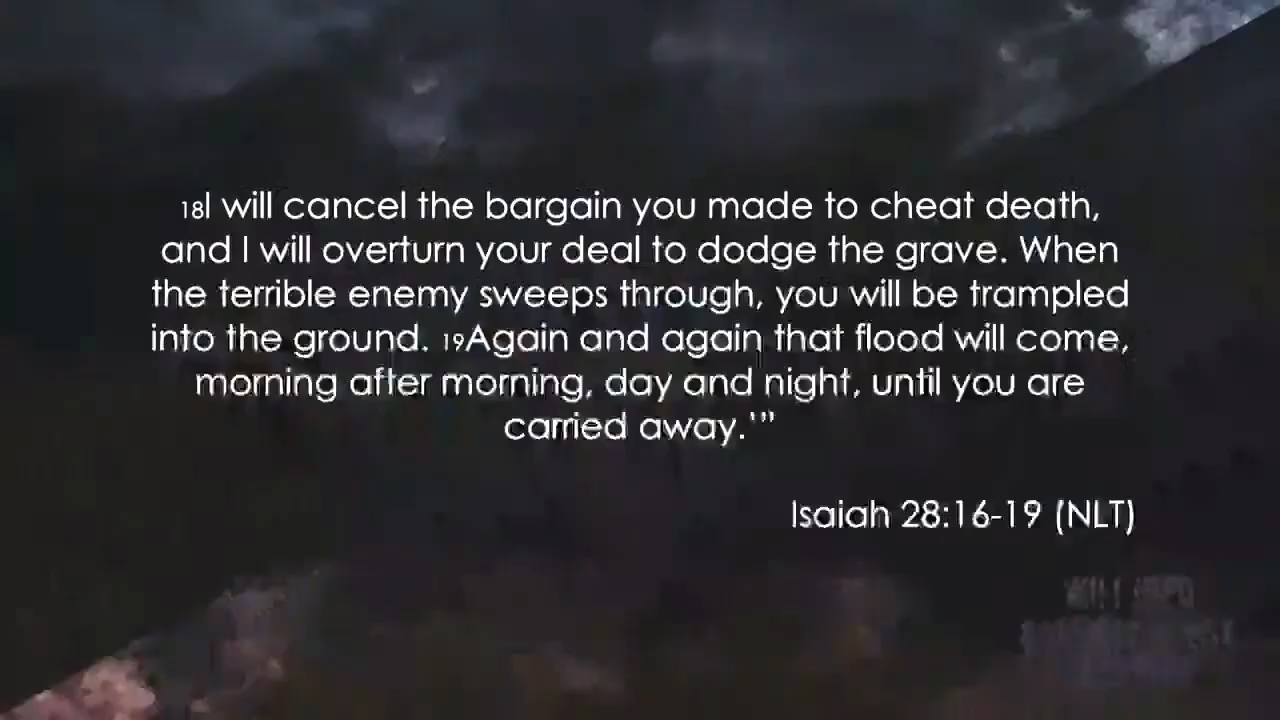 18I will cancel the bargain you made to cheat death,
and I will overturn your deal to dodge the grave. When
the terrible enemy sweeps through, you will be trampled
into the ground. 19Again and again that flood will come,
morning after morning, day and night, until you are
carried away.'"
Isaiah 28:16-19 (NLT)